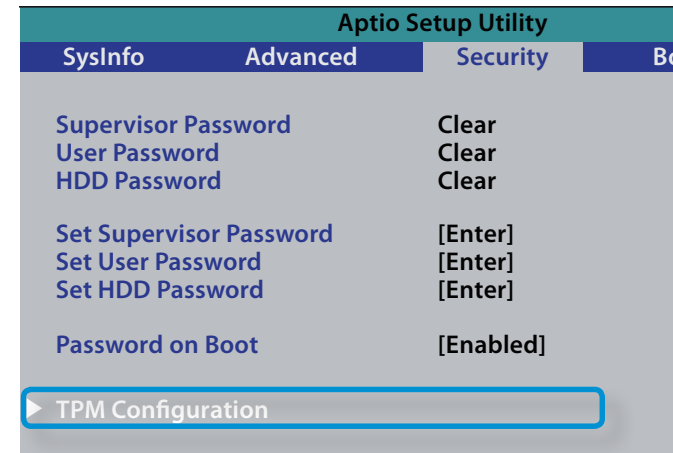 Aptio Setup Utility
SysInfo Advanced Security
Supervisor Password Clear
User Password Clear
HDD Password Clear
Set Supervisor Password [Enter]
Set User Password [Enter]
Set HDD Password [Enter]
Password on Boot [Enabled]
TPM Configuration